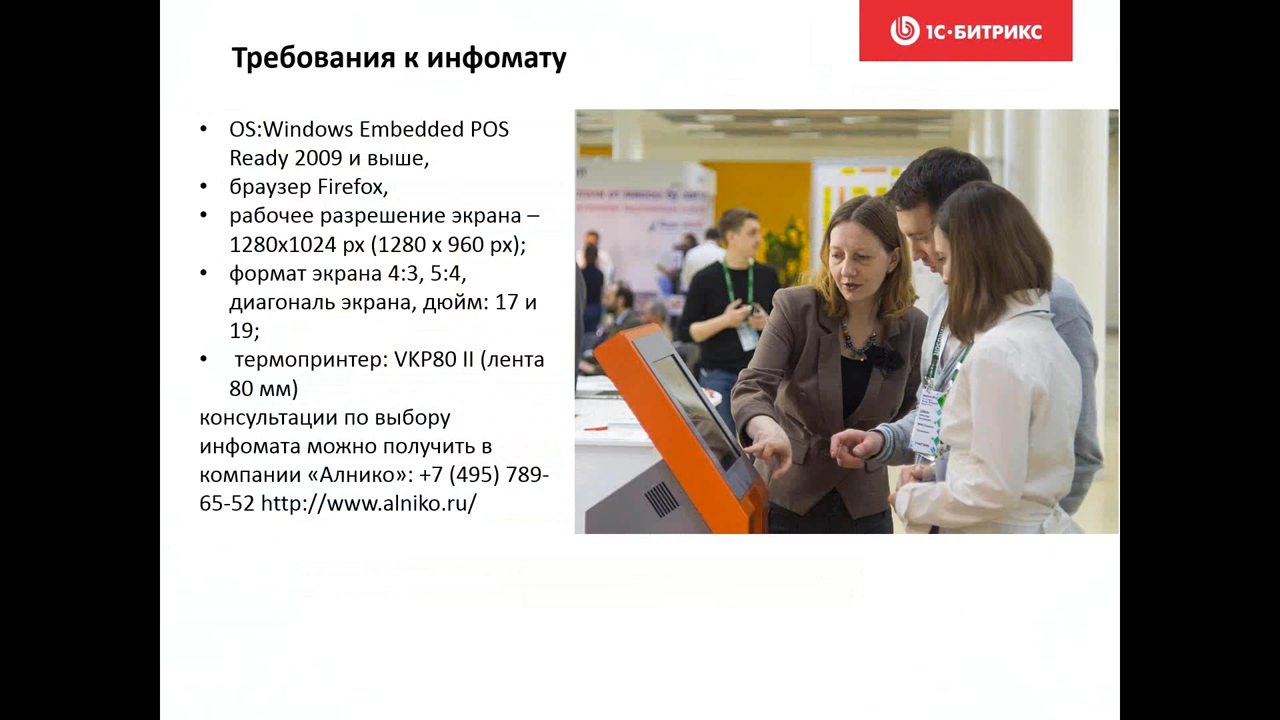 1С·БИТРИКС
Требования к инфомату
• OS:Windows Embedded POS
Ready 2009 и выше,
• браузер Firefox,
• рабочее разрешение экрана –
1280х1024 px (1280 х 960 px);
• формат экрана 4:3, 5:4,
диагональ экрана, дюйм: 17 и
19;
• термопринтер: VKP80 II (лента
80 мм)
консультации по выбору
инфомата можно получить в
компании «Алнико»: +7 (495) 789-
65-52 http://www.alniko.ru/